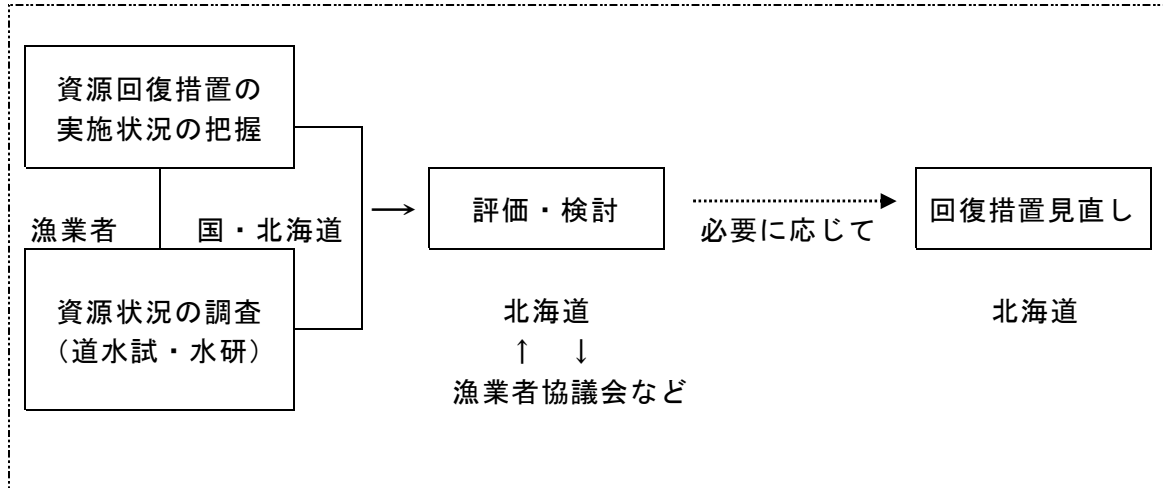 資源回復措置の
実施状況の把握
漁業者 国・北海道
資源状況の調査
(道水試・水研)
→
評価・検討
北海道
↑ ↓
漁業者協議会など
必要に応じて
回復措置見直し
北海道